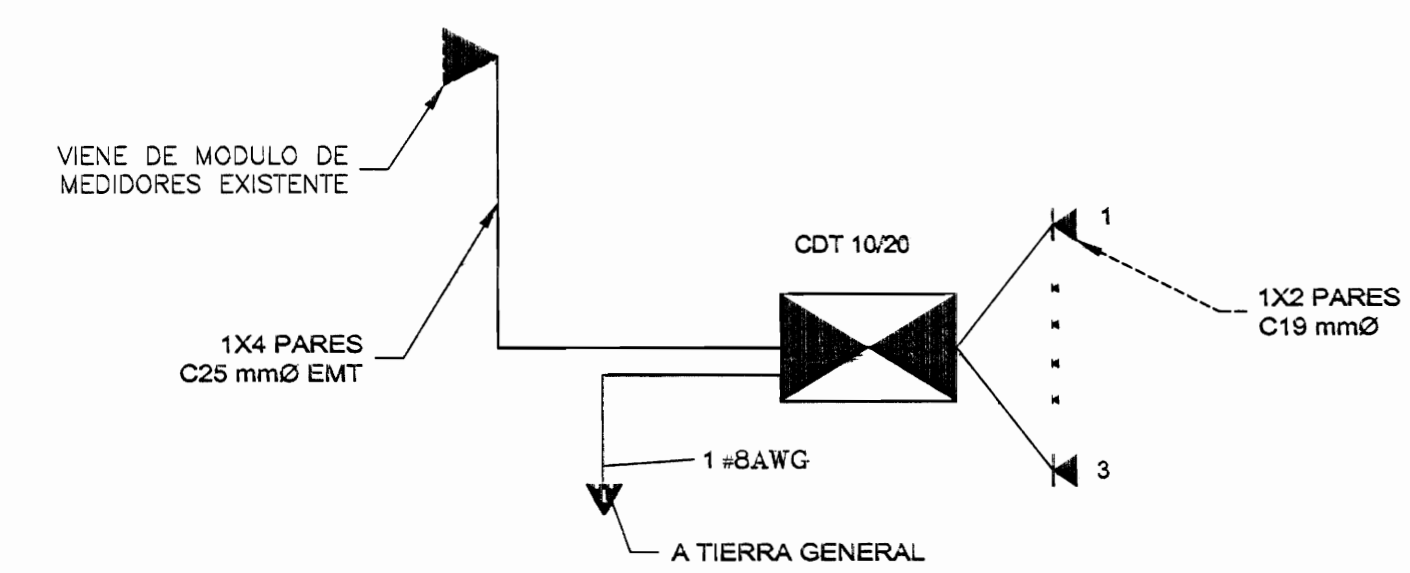 VIENE DE MODULO DE
MEDIDORES EXISTENTE
1X4 PARES
C25 mmØ EMT
CDT 10/20
1
1X2 PARES
C19 mmØ
3
1 #8AWG
A TIERRA GENERAL